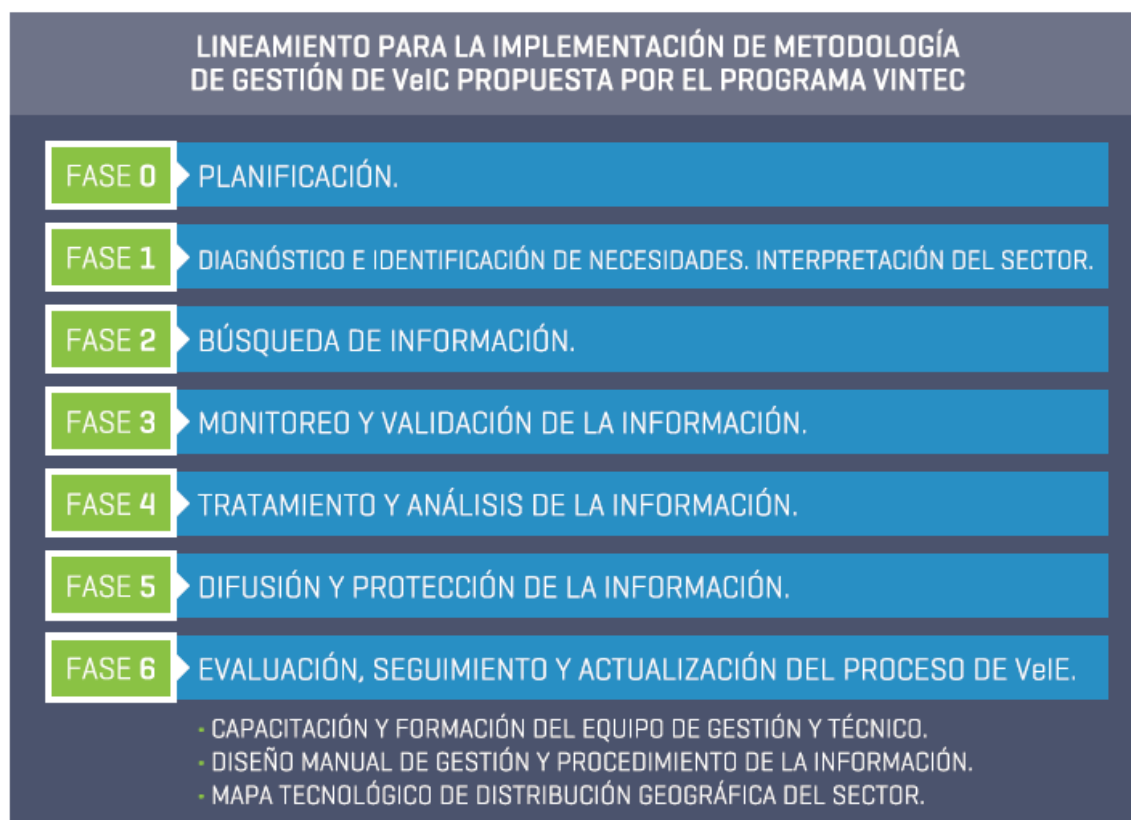 LINEAMIENTO PARA LA IMPLEMENTACIÓN DE METODOLOGÍA
DE GESTIÓN DE VeIC PROPUESTA POR EL PROGRAMA VINTEC
FASE 0 PLANIFICACIÓN.
FASE 1 DIAGNÓSTICO E IDENTIFICACIÓN DE NECESIDADES. INTERPRETACIÓN DEL SECTOR.
FASE 2 BÚSQUEDA DE INFORMACIÓN.
FASE 3 MONITOREO Y VALIDACIÓN DE LA INFORMACIÓN.
FASE 4 TRATAMIENTO Y ANÁLISIS DE LA INFORMACIÓN.
FASE 5 DIFUSIÓN Y PROTECCIÓN DE LA INFORMACIÓN.
FASE 6 EVALUACIÓN, SEGUIMIENTO Y ACTUALIZACIÓN DEL PROCESO DE VeIE.
- CAPACITACIÓN Y FORMACIÓN DEL EQUIPO DE GESTIÓN Y TÉCNICO.
- DISEÑO MANUAL DE GESTIÓN Y PROCEDIMIENTO DE LA INFORMACIÓN.
- MAPA TECNOLÓGICO DE DISTRIBUCIÓN GEOGRÁFICA DEL SECTOR.